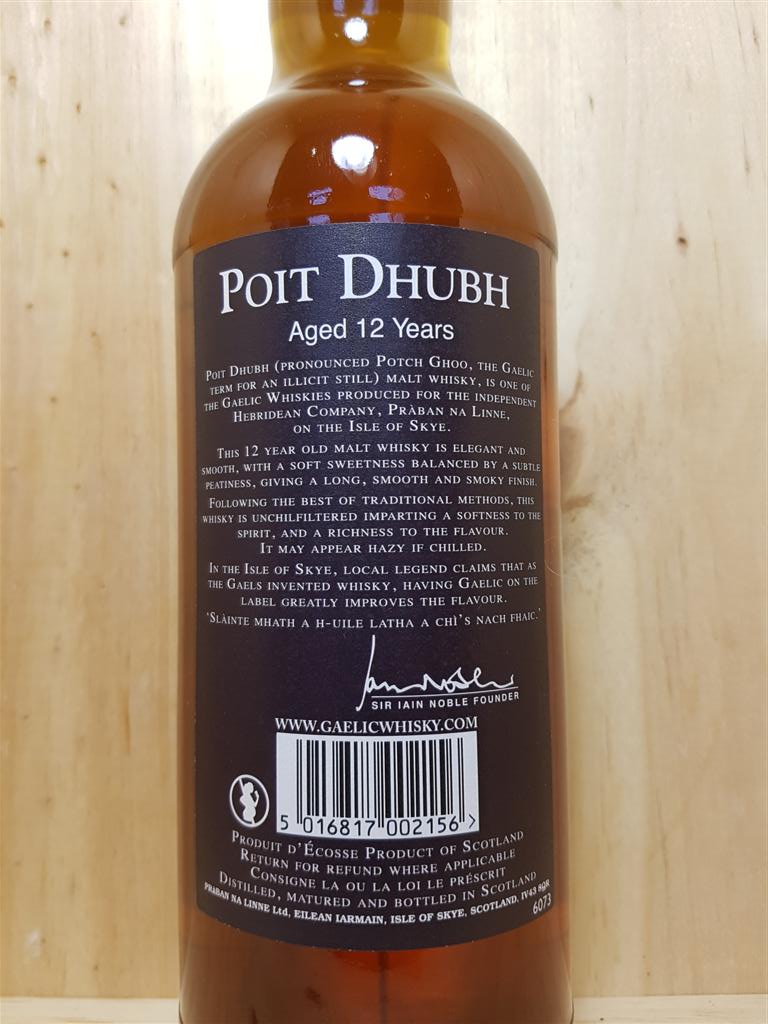 POIT DHUBH
Aged 12 Years
POIT DHUBH (PRONOUNCED POTCH GHOO, THE GAELIC
TERM FOR AN ILLICIT STILL) MALT WHISKY, IS ONE OF
THE GAELIC WHISKIES PRODUCED FOR THE INDEPENDENT
HEBRIDEAN COMPANY, PRÀBAN NA LINNE,
ON THE ISLE OF SKYE.
THIS 12 YEAR OLD MALT WHISKY IS ELEGANT AND
SMOOTH, WITH A SOFT SWEETNESS BALANCED BY A SUBTLE
PEATINESS, GIVING A LONG, SMOOTH AND SMOKY FINISH.
FOLLOWING THE BEST OF TRADITIONAL METHODS, THIS
WHISKY IS UNCHILFILTERED IMPARTING A SOFTNESS TO THE
SPIRIT, AND A RICHNESS TO THE FLAVOUR.
IT MAY APPEAR HAZY IF CHILLED.
IN THE ISLE OF SKYE, LOCAL LEGEND CLAIMS THAT AS
THE GAELS INVENTED WHISKY, HAVING GAELIC ON THE
LABEL GREATLY IMPROVES THE FLAVOUR.
'SLÀINTE MHATH A H-UILE LATHA A CHÌ'S NACH FHAIC.'
Iain Noble
SIR IAIN NOBLE FOUNDER
WWW.GAELICWHISKY.COM
5 016817 002156 >
PRODUIT D'ÉCOSSE PRODUCT OF SCOTLAND
RETURN FOR REFUND WHERE APPLICABLE
CONSIGNE LA OU LA LOI LE PRÉSCRIT
DISTILLED, MATURED AND BOTTLED IN SCOTLAND
PRÀBAN NA LINNE Ltd, EILEAN IARMAIN, ISLE OF SKYE, SCOTLAND, IV43 8QR
6073